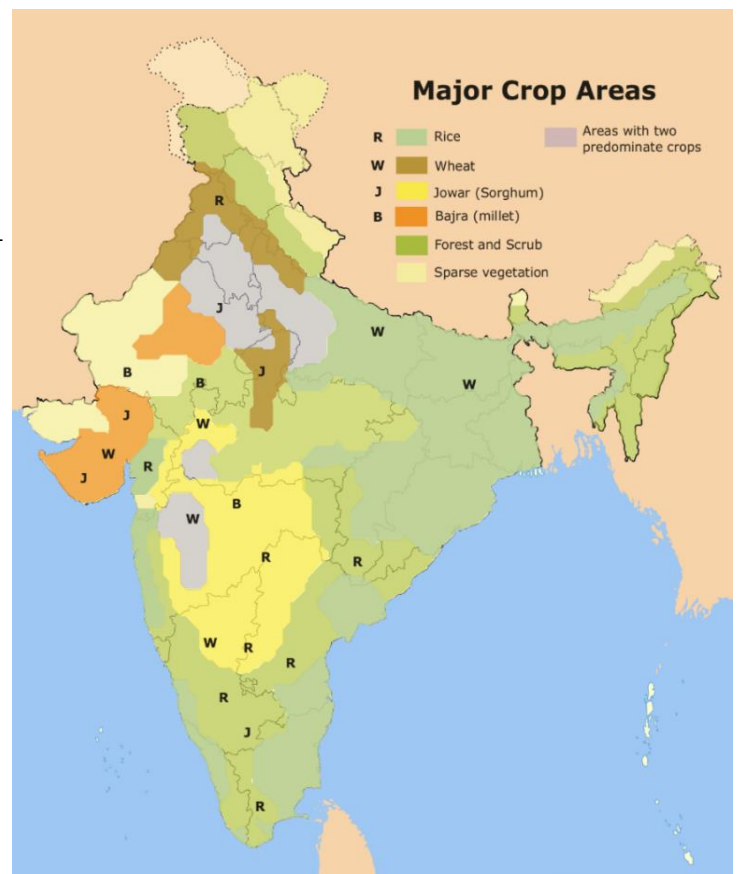 Major Crop Areas
R Rice
W Wheat
J Jowar (Sorghum)
B Bajra (millet)
Forest and Scrub
Sparse vegetation
Areas with two
predominate crops
R
J
W
W
B
B
J
J
W
J
W
R
B
W
R
R
W
R
R
R
J
R